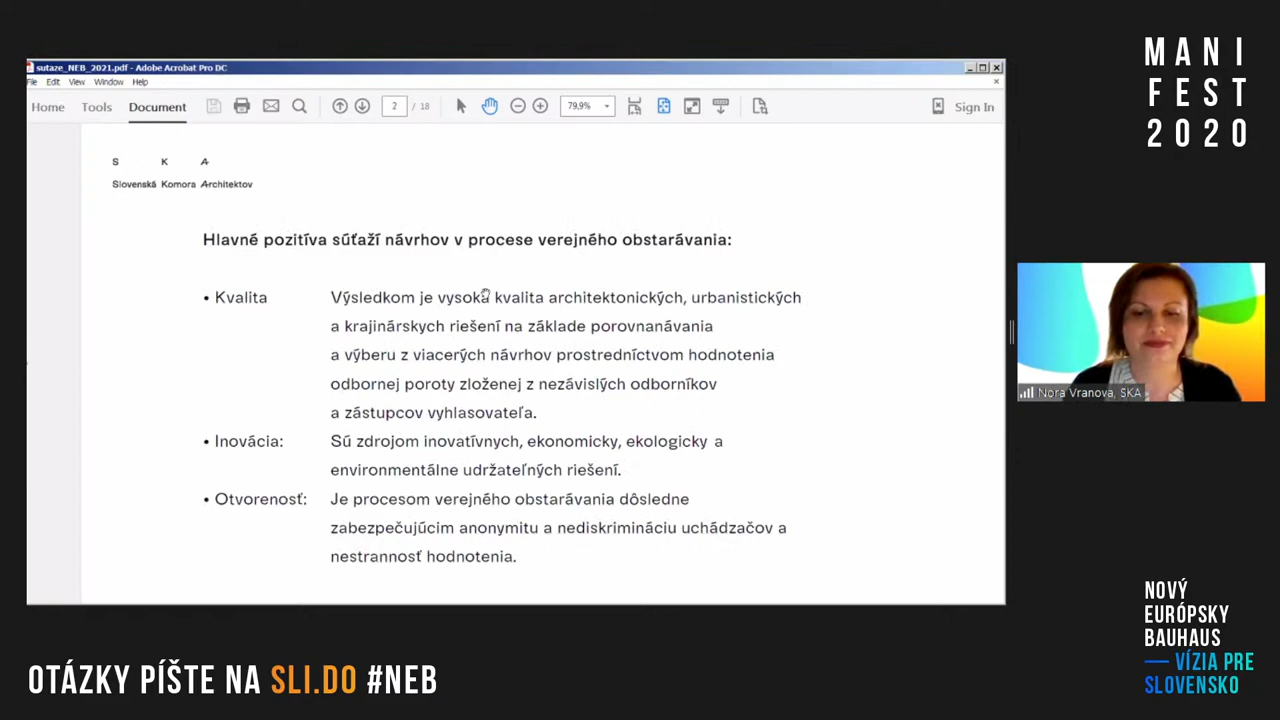 sutaze_NEB_2021.pdf - Adobe Acrobat Pro DC
File Edit View Window Help
Home Tools Document 2 / 18 79,9% Sign In
S K A
Slovenská Komora Architektov
Hlavné pozitíva súťaží návrhov v procese verejného obstarávania:
• Kvalita Výsledkom je vysoká kvalita architektonických, urbanistických
a krajinárskych riešení na základe porovnanávania
a výberu z viacerých návrhov prostredníctvom hodnotenia
odbornej poroty zloženej z nezávislých odborníkov
a zástupcov vyhlasovateľa.
• Inovácia: Sú zdrojom inovatívnych, ekonomicky, ekologicky a
environmentálne udržateľných riešení.
• Otvorenosť: Je procesom verejného obstarávania dôsledne
zabezpečujúcim anonymitu a nediskrimináciu uchádzačov a
nestrannosť hodnotenia.
Nora Vranova, SKA
MANI
FEST
2020
NOVÝ
EURÓPSKY
BAUHAUS
— VÍZIA PRE
SLOVENSKO
OTÁZKY PÍŠTE NA SLI.DO #NEB